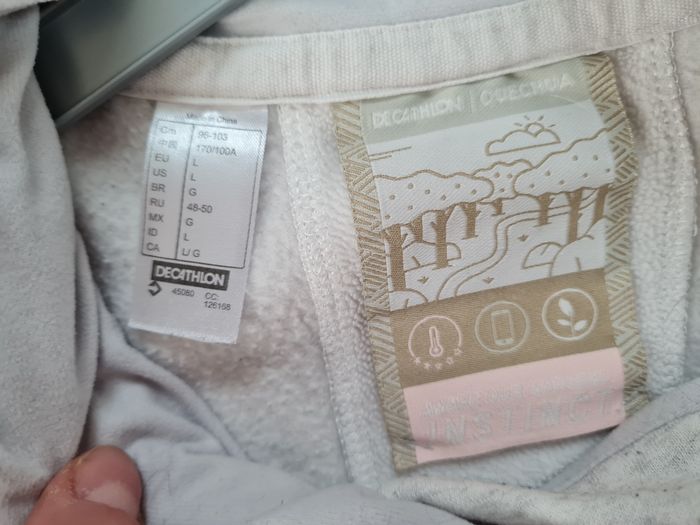 Made in China
Cm 96-103
中国 170/100A
EU L
US L
BR G
RU 48-50
MX G
ID L
CA L/G
DECATHLON
45080 CC:
126168
DECATHLON | QUECHUA
INSTINCT